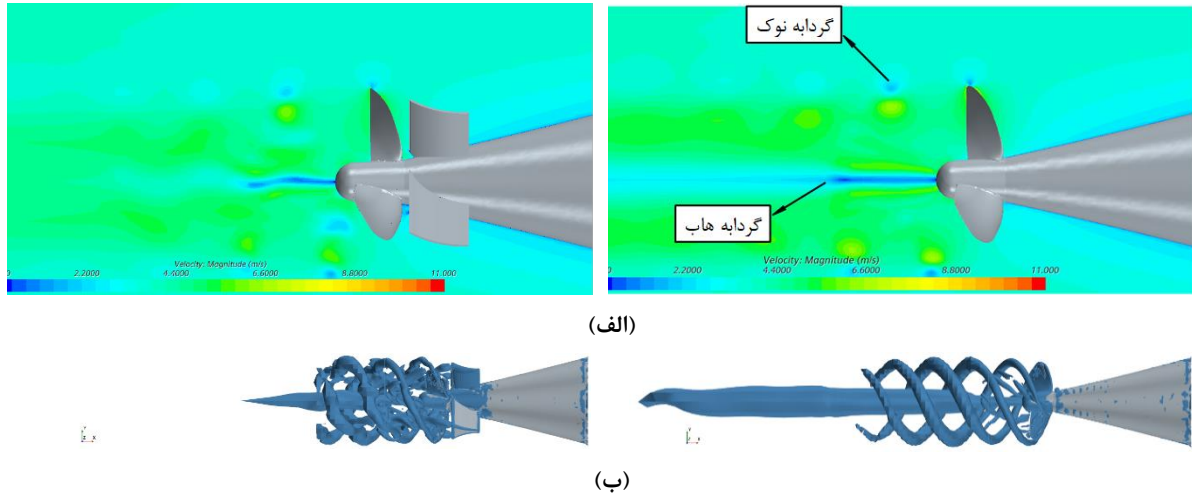 گردابه نوک
گردابه هاب
Velocity: Magnitude (m/s)
0 2.2000 4.4000 6.6000 8.8000 11.000
Velocity: Magnitude (m/s)
2.2000 4.4000 6.6000 8.8000 11.000
(الف)
(ب)